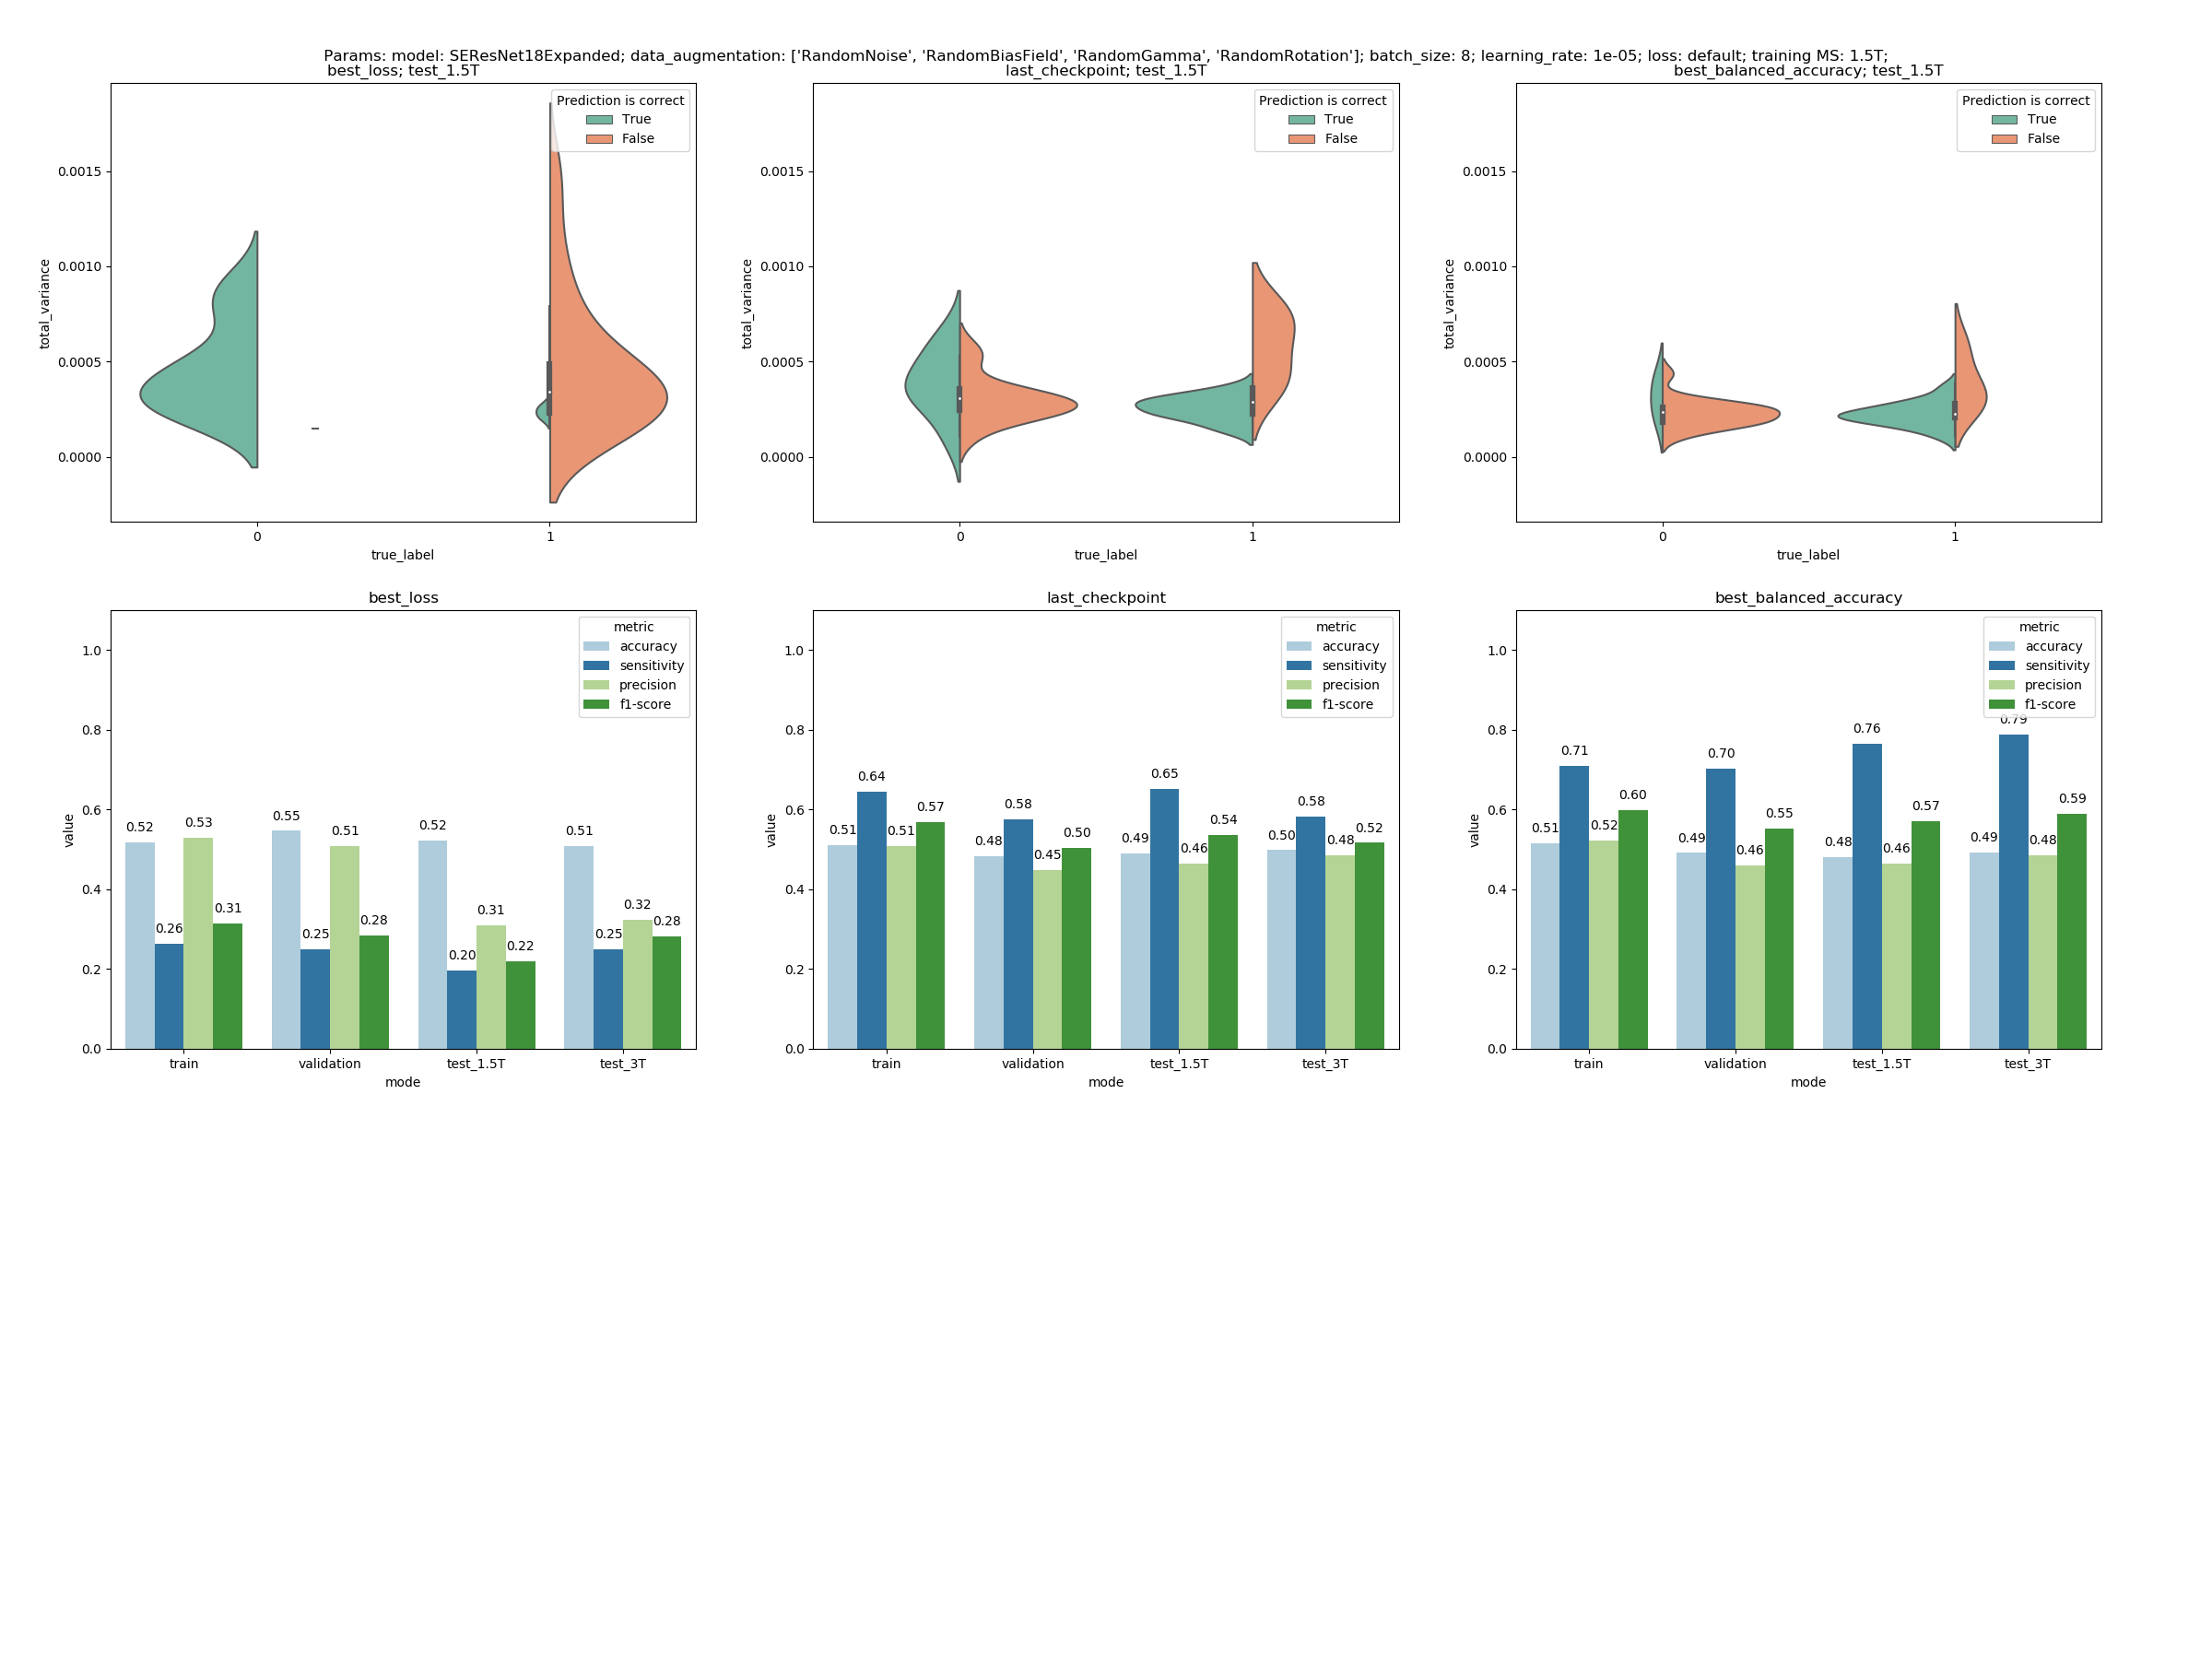 Params: model: SEResNet18Expanded; data_augmentation: ['RandomNoise', 'RandomBiasField', 'RandomGamma', 'RandomRotation']; batch_size: 8; learning_rate: 1e-05; loss: default; training MS: 1.5T;
best_loss; test_1.5T
total_variance
0.0015
0.0010
0.0005
0.0000
Prediction is correct
True
False
0 1
true_label
last_checkpoint; test_1.5T
total_variance
0.0015
0.0010
0.0005
0.0000
Prediction is correct
True
False
0 1
true_label
best_balanced_accuracy; test_1.5T
total_variance
0.0015
0.0010
0.0005
0.0000
Prediction is correct
True
False
0 1
true_label
best_loss
value
1.0
0.8
0.6
0.4
0.2
0.0
metric
accuracy
sensitivity
precision
f1-score
0.52 0.26 0.53 0.31
0.55 0.25 0.51 0.28
0.52 0.20 0.31 0.22
0.51 0.25 0.32 0.28
train validation test_1.5T test_3T
mode
last_checkpoint
value
1.0
0.8
0.6
0.4
0.2
0.0
metric
accuracy
sensitivity
precision
f1-score
0.51 0.64 0.51 0.57
0.48 0.58 0.45 0.50
0.49 0.65 0.46 0.54
0.50 0.58 0.48 0.52
train validation test_1.5T test_3T
mode
best_balanced_accuracy
value
1.0
0.8
0.6
0.4
0.2
0.0
metric
accuracy
sensitivity
precision
f1-score
0.51 0.71 0.52 0.60
0.49 0.70 0.46 0.55
0.48 0.76 0.46 0.57
0.49 0.79 0.48 0.59
train validation test_1.5T test_3T
mode